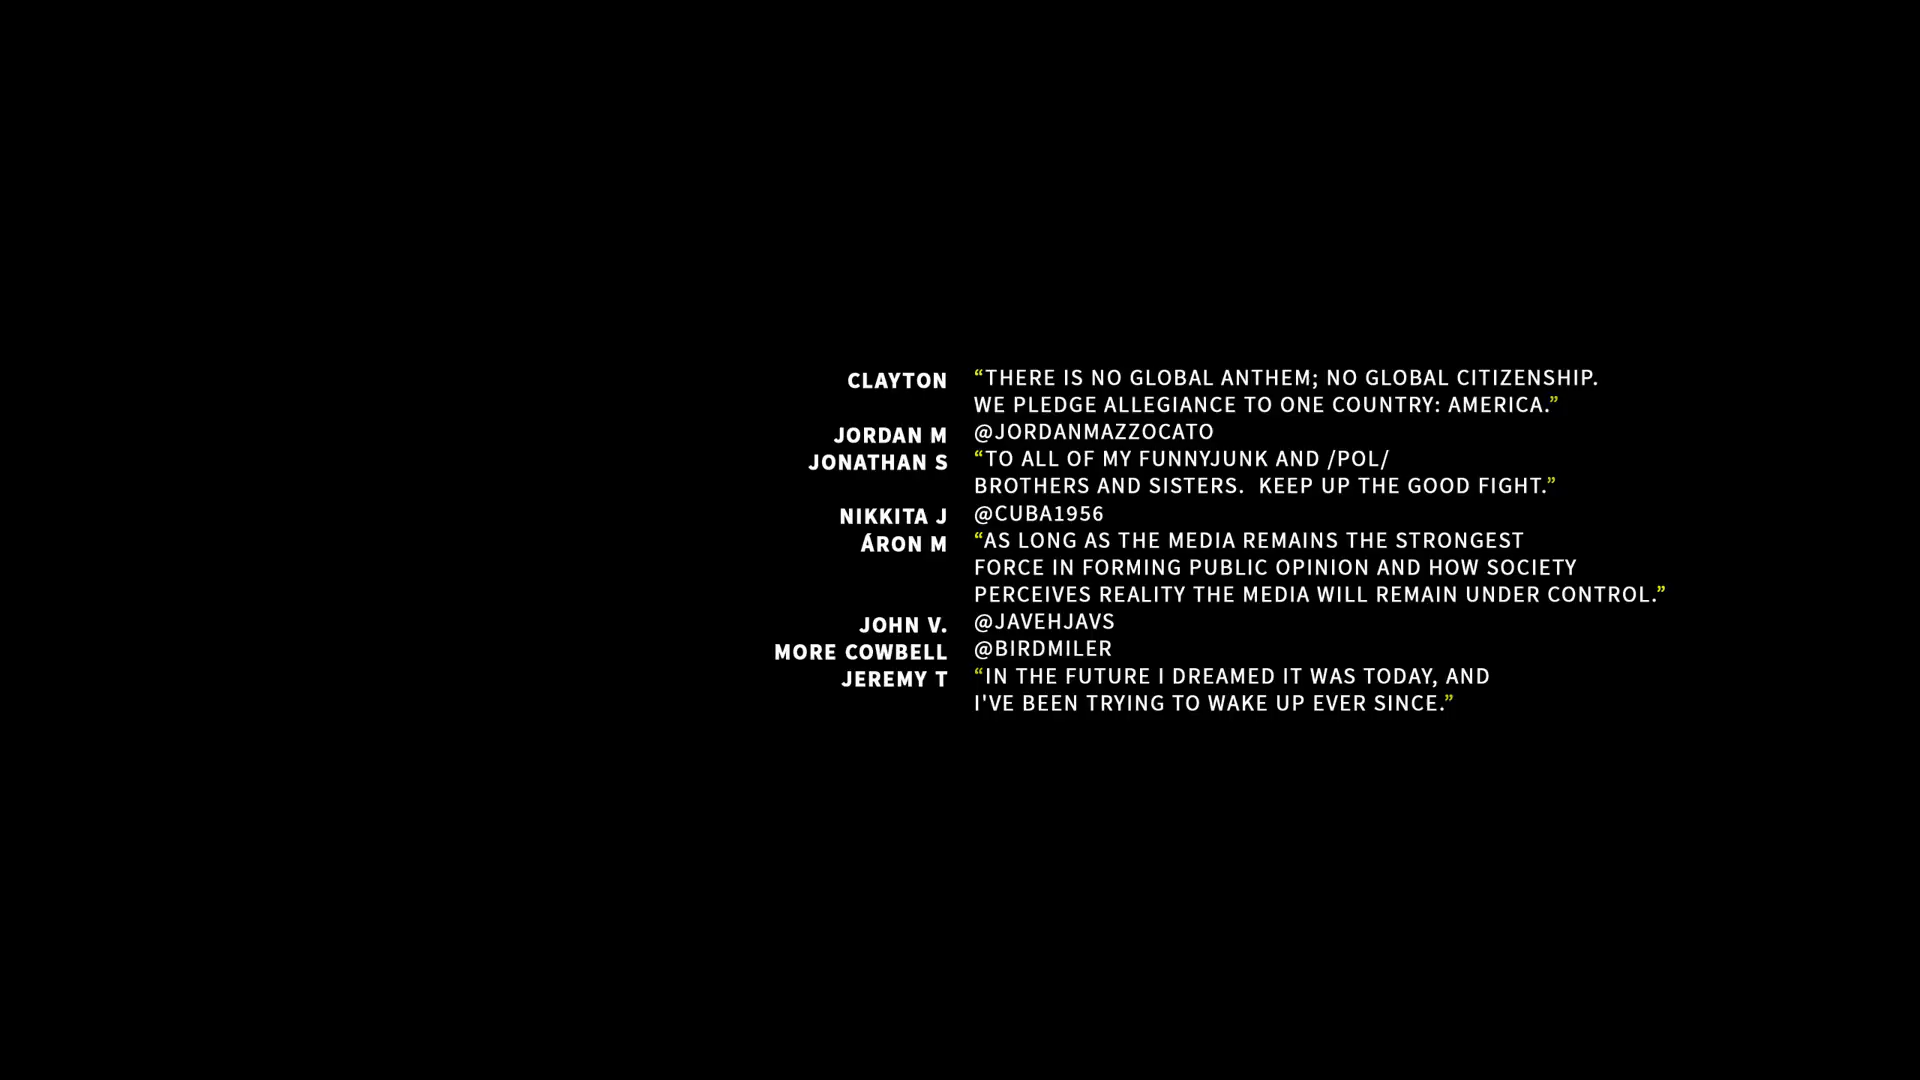 CLAYTON “THERE IS NO GLOBAL ANTHEM; NO GLOBAL CITIZENSHIP.
WE PLEDGE ALLEGIANCE TO ONE COUNTRY: AMERICA.”
JORDAN M @JORDANMAZZOCATO
JONATHAN S “TO ALL OF MY FUNNYJUNK AND /POL/
BROTHERS AND SISTERS.  KEEP UP THE GOOD FIGHT.”
NIKKITA J @CUBA1956
ÁRON M “AS LONG AS THE MEDIA REMAINS THE STRONGEST
FORCE IN FORMING PUBLIC OPINION AND HOW SOCIETY
PERCEIVES REALITY THE MEDIA WILL REMAIN UNDER CONTROL.”
JOHN V. @JAVEHJAVS
MORE COWBELL @BIRDMILER
JEREMY T “IN THE FUTURE I DREAMED IT WAS TODAY, AND
I'VE BEEN TRYING TO WAKE UP EVER SINCE.”